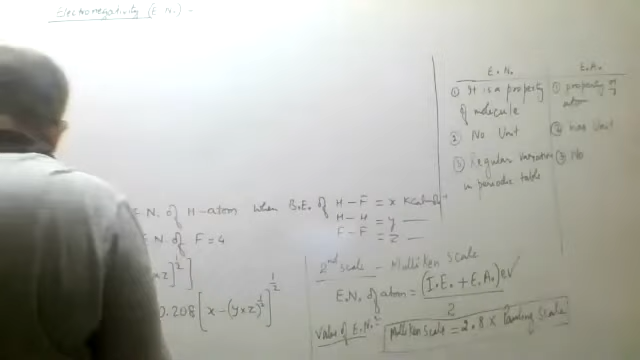 Electronegativity (E.N.)
E.N. of H-atom when B.E. of H-F = x Kcal
H-H = y
F-F = z
E.N. of F = 4
xz]^1/2]
0.208 [x - (y x z)^1/2]^1/2
2nd scale - Mulliken Scale
E.N. of atom = (I.E. + E.A.) eV
2
Value of E.N. =
Mulliken scale = 2.8 x Pauling Scale
E.N.
① It is a property
of molecule
② No Unit
③ Regular variation
in periodic table
E.A.
① property of
atom
② has Unit
③ No